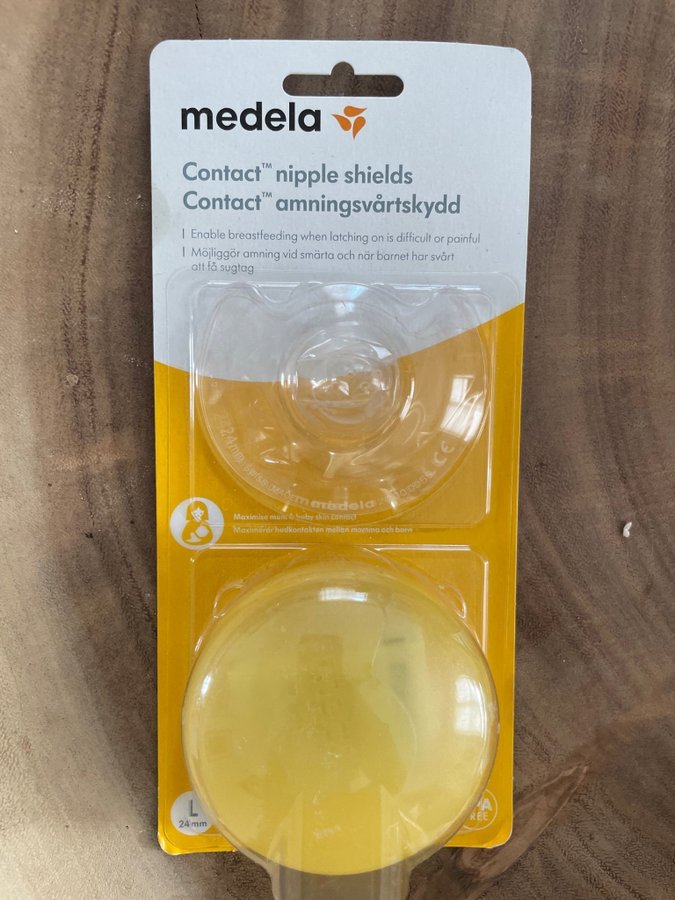 medela
Contact™ nipple shields
Contact™ amningsvårtskydd
| Enable breastfeeding when latching on is difficult or painful
| Möjliggör amning vid smärta och när barnet har svårt
att få sugtag
24mm
medela
CE
Maximise mum & baby skin contact
Maximerar hudkontakten mellan mamma och barn
L
24 mm